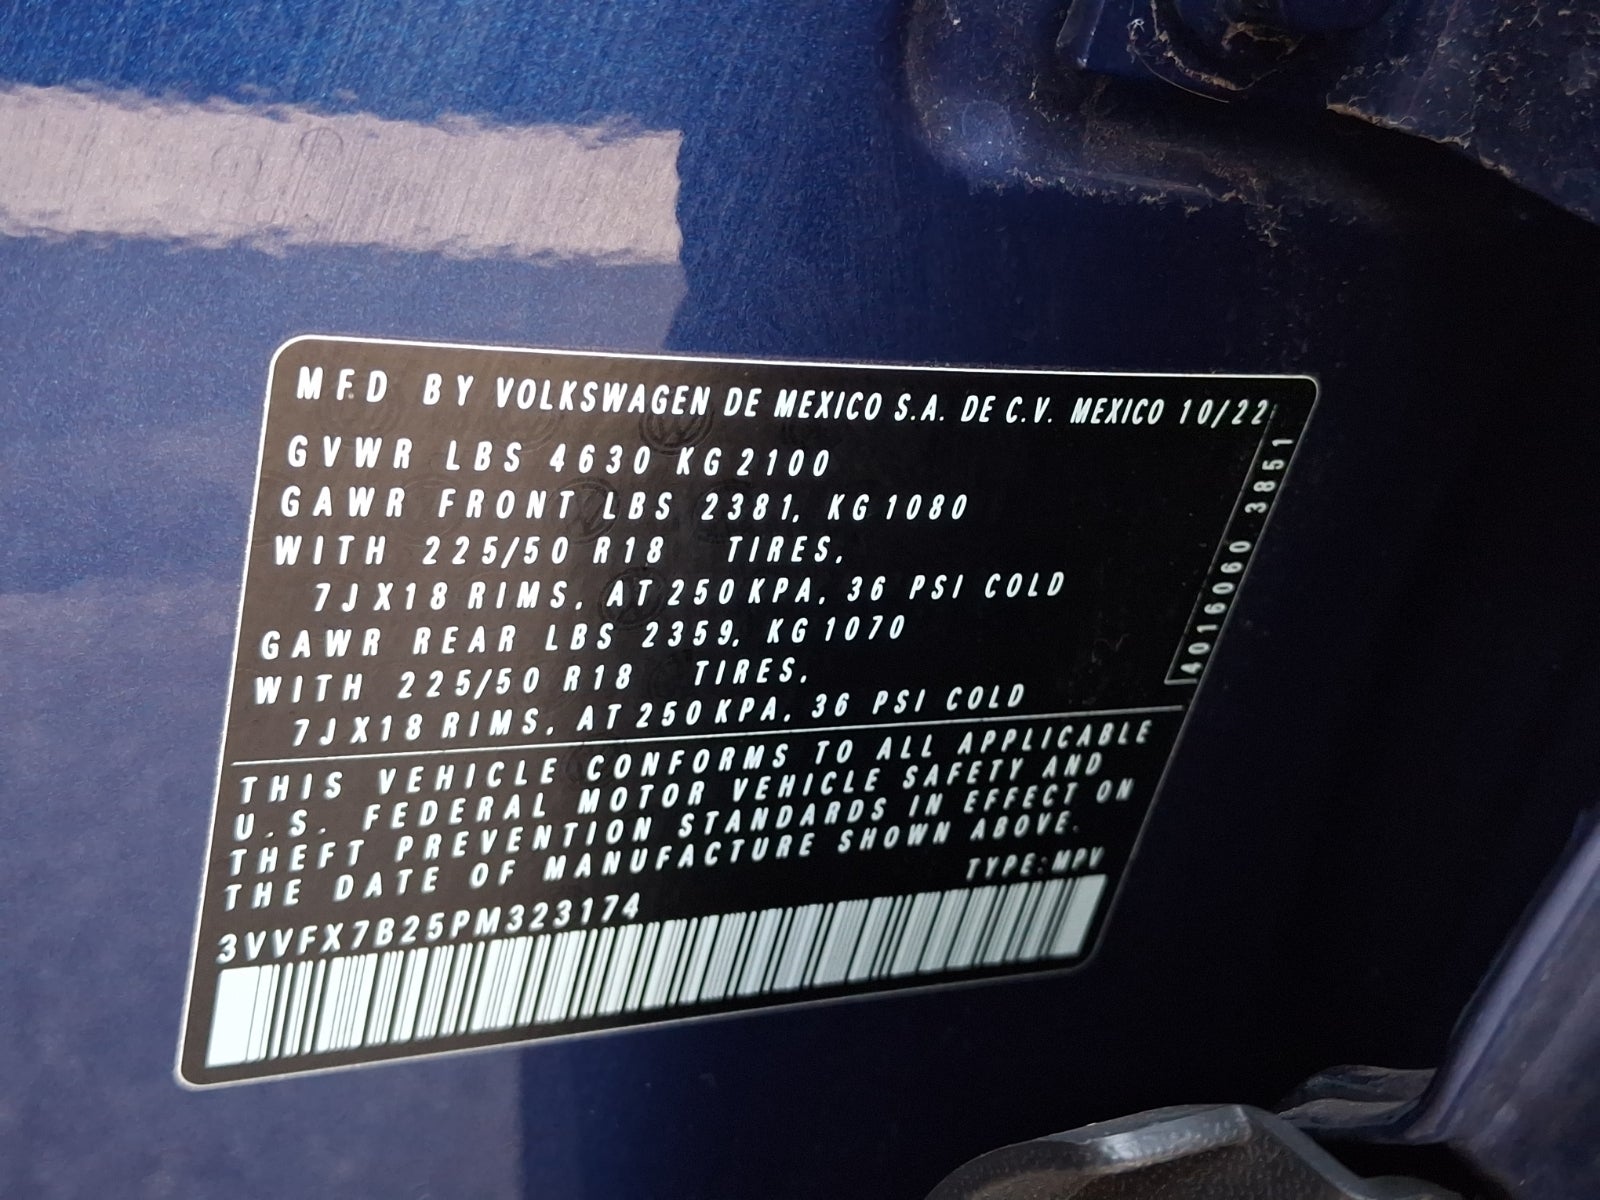 MFD BY VOLKSWAGEN DE MEXICO S.A. DE C.V. MEXICO 10/22
GVWR LBS 4630 KG 2100
GAWR FRONT LBS 2381, KG 1080
WITH 225/50 R18 TIRES,
7JX18 RIMS, AT 250 KPA, 36 PSI COLD
GAWR REAR LBS 2359, KG 1070
WITH 225/50 R18 TIRES,
7JX18 RIMS, AT 250 KPA, 36 PSI COLD
4016060 3851
THIS VEHICLE CONFORMS TO ALL APPLICABLE
U.S. FEDERAL MOTOR VEHICLE SAFETY AND
THEFT PREVENTION STANDARDS IN EFFECT ON
THE DATE OF MANUFACTURE SHOWN ABOVE.
TYPE: MPV
3VVFX7B25PM323174